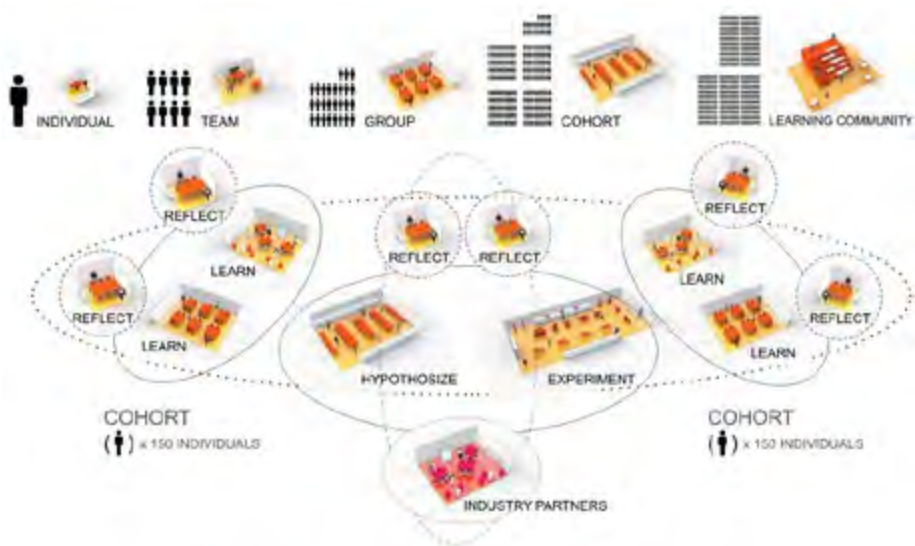 INDIVIDUAL
TEAM
GROUP
COHORT
LEARNING COMMUNITY
REFLECT
REFLECT
REFLECT
REFLECT
LEARN
LEARN
REFLECT
REFLECT
LEARN
LEARN
HYPOTHOSIZE
EXPERIMENT
COHORT
( ) x 150 INDIVIDUALS
COHORT
( ) x 150 INDIVIDUALS
INDUSTRY PARTNERS